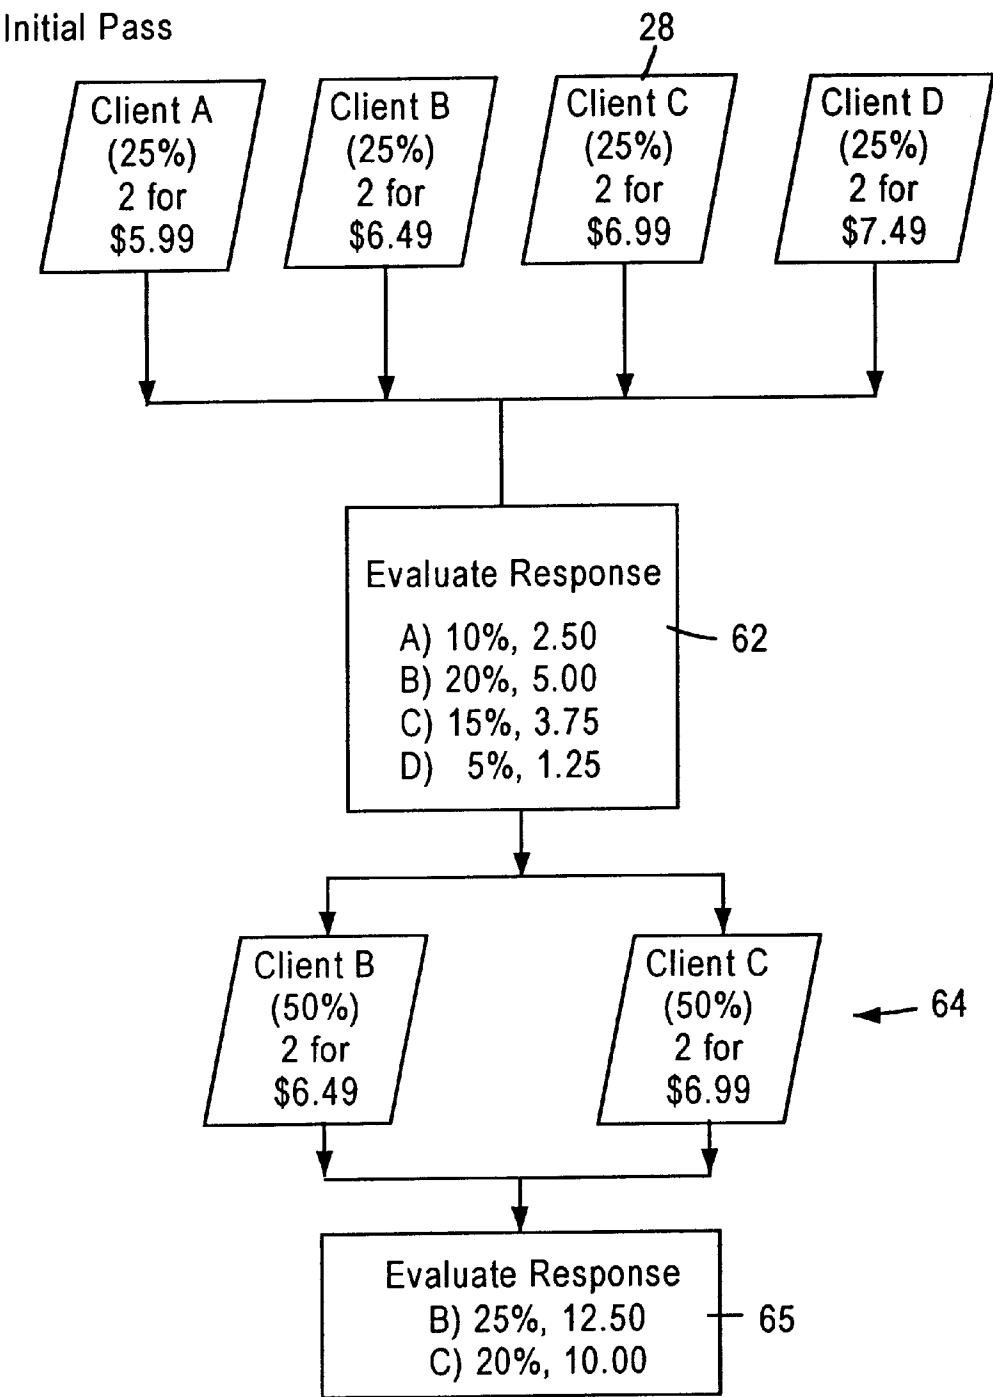 Initial Pass
28
Client A
(25%)
2 for
$5.99
Client B
(25%)
2 for
$6.49
Client C
(25%)
2 for
$6.99
Client D
(25%)
2 for
$7.49
Evaluate Response
A) 10%, 2.50
B) 20%, 5.00
C) 15%, 3.75
D) 5%, 1.25
62
Client B
(50%)
2 for
$6.49
Client C
(50%)
2 for
$6.99
64
Evaluate Response
B) 25%, 12.50
C) 20%, 10.00
65